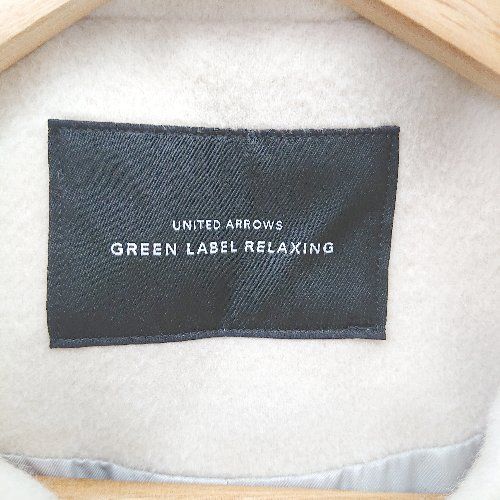 UNITED ARROWS
GREEN LABEL RELAXING